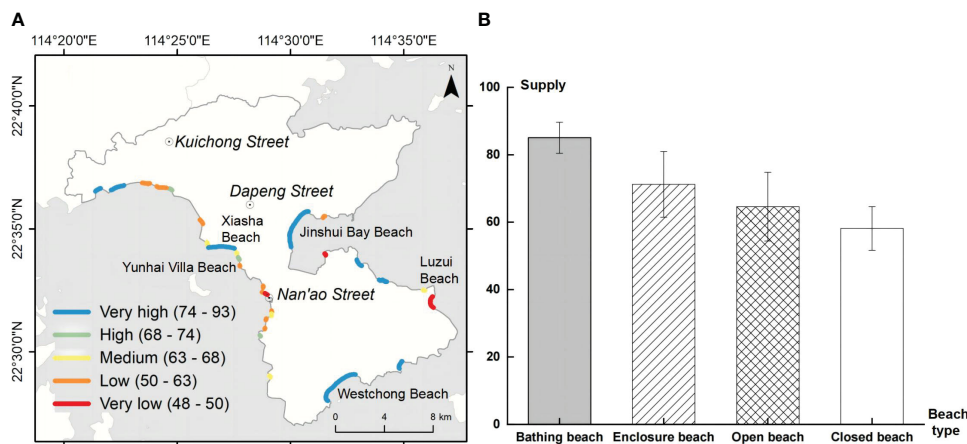 A
114°20'0"E 114°25'0"E 114°30'0"E 114°35'0"E
22°40'0"N
22°35'0"N
22°30'0"N
N
Kuichong Street
Dapeng Street
Xiasha
Beach
Jinshui Bay Beach
Yunhai Villa Beach
Luzui
Beach
Nan'ao Street
Westchong Beach
Very high (74 - 93)
High (68 - 74)
Medium (63 - 68)
Low (50 - 63)
Very low (48 - 50)
0 4 8 km
B
Supply
100
80
60
40
20
0
Bathing beach Enclosure beach Open beach Closed beach
Beach
type